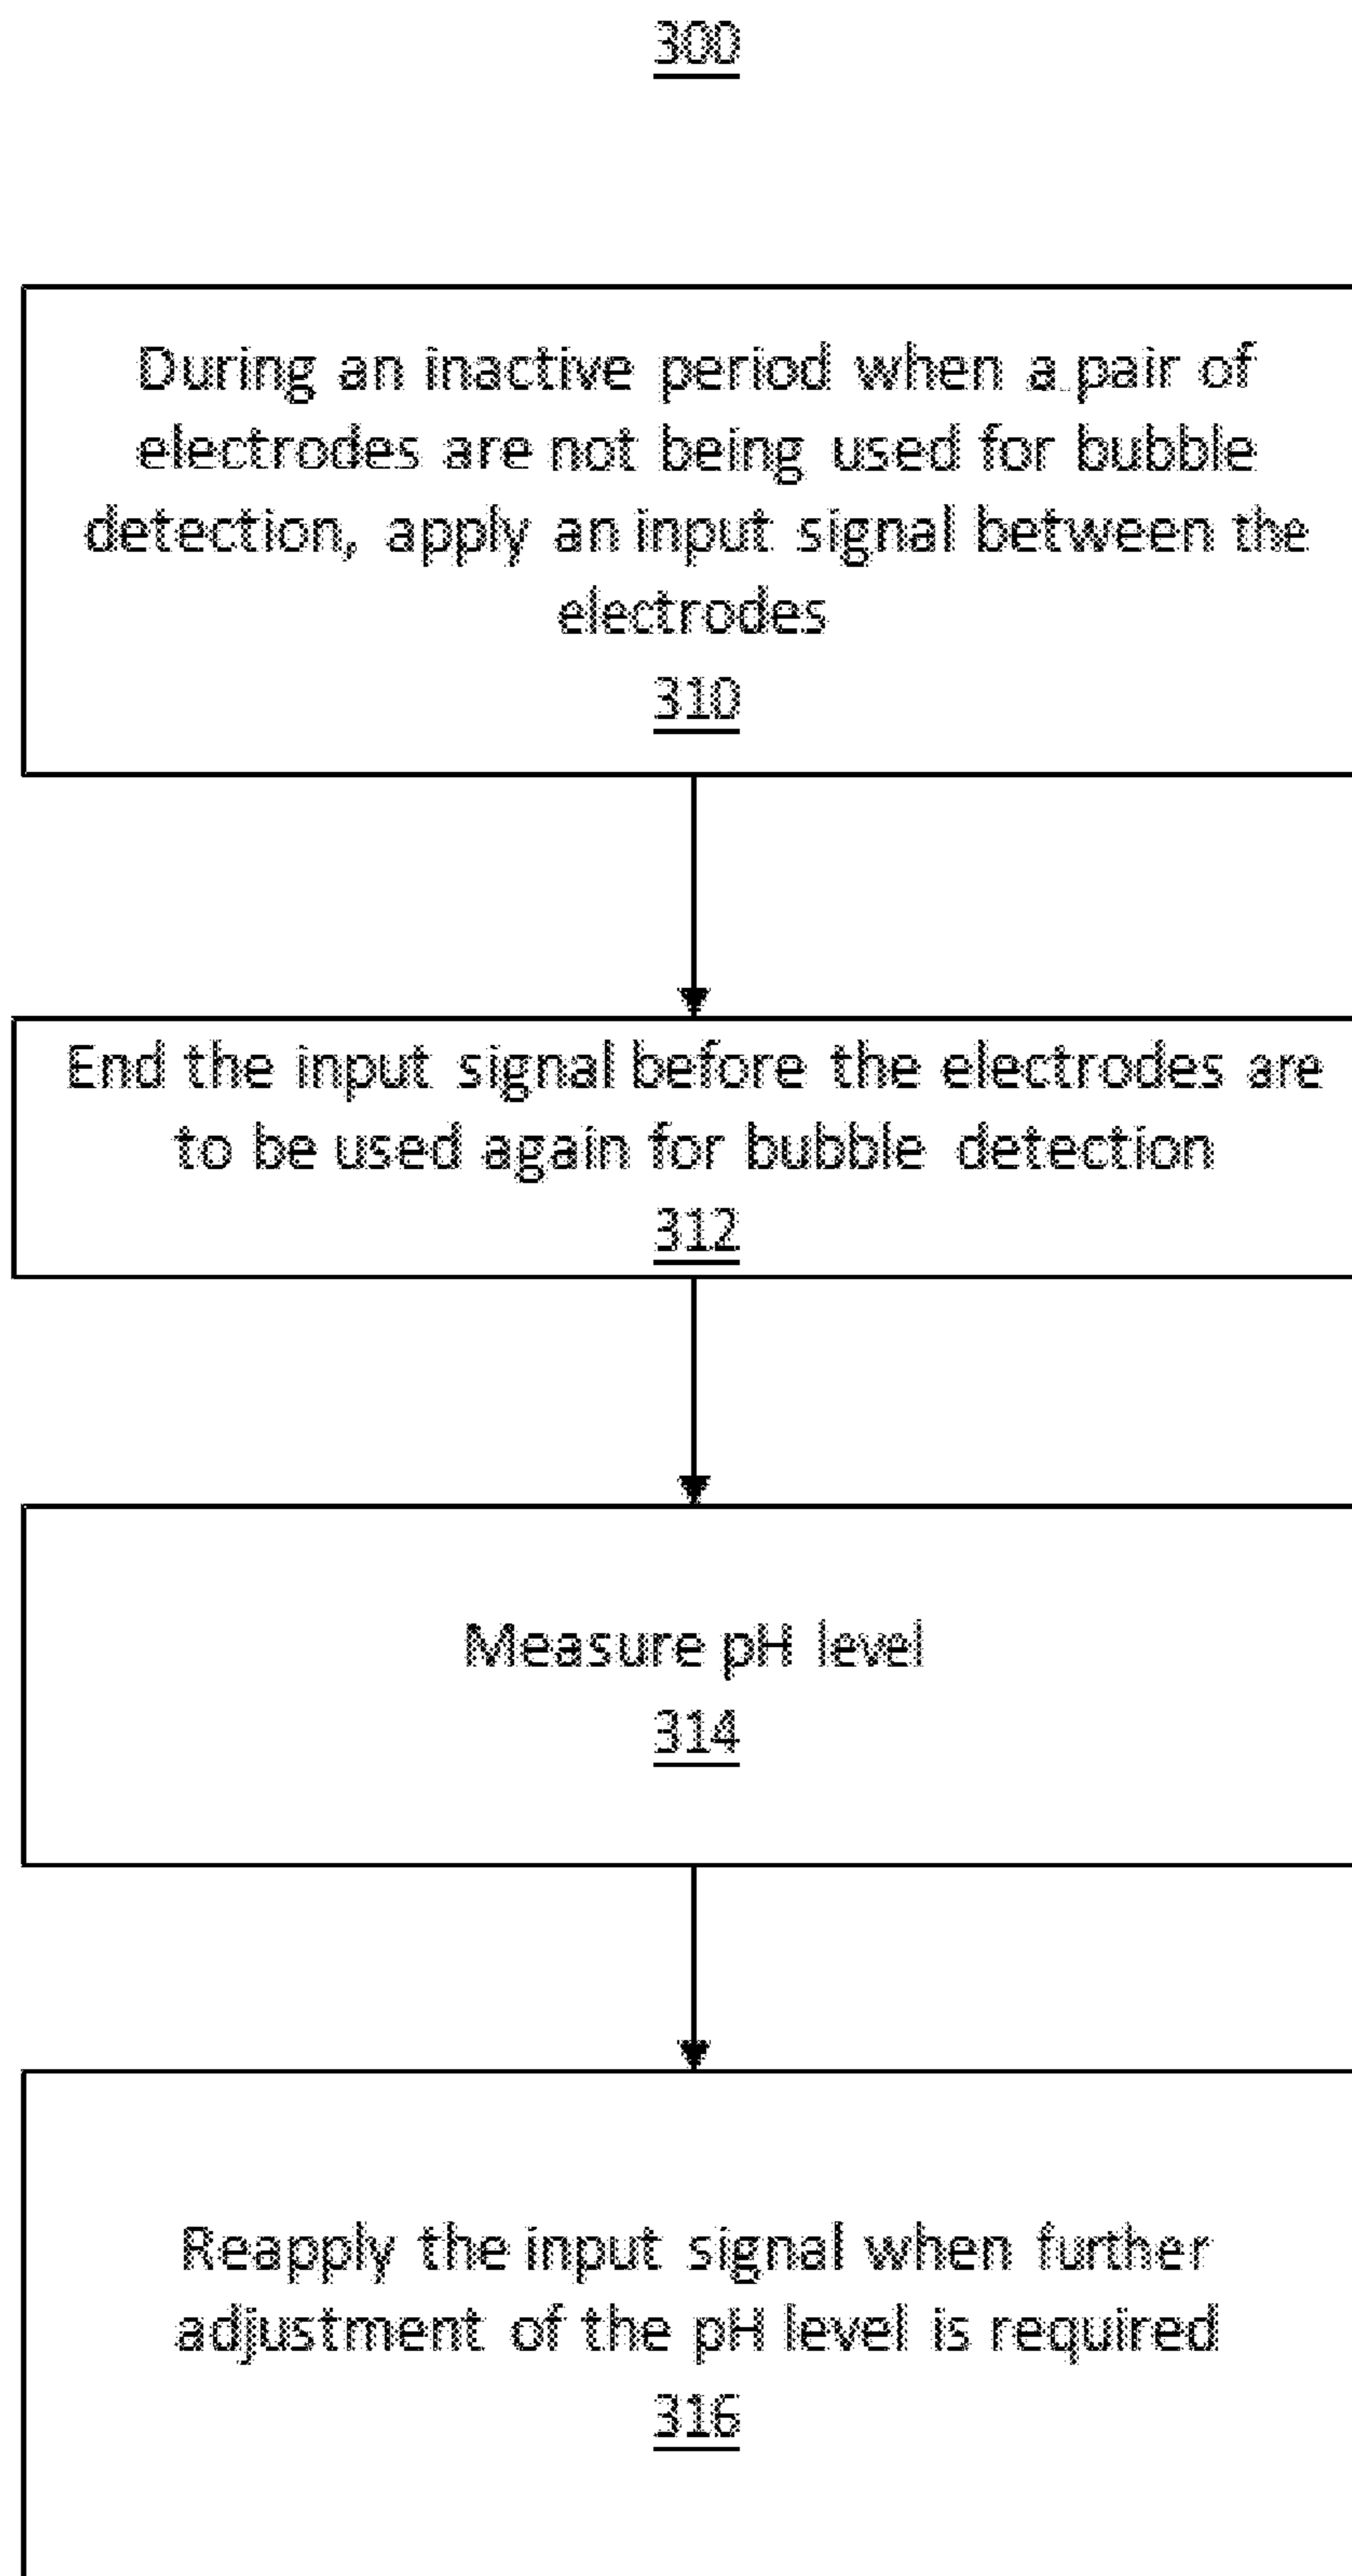 300
During an inactive period when a pair of
electrodes are not being used for bubble
detection, apply an input signal between the
electrodes
310
End the input signal before the electrodes are
to be used again for bubble detection
312
Measure pH level
314
Reapply the input signal when further
adjustment of the pH level is required
316